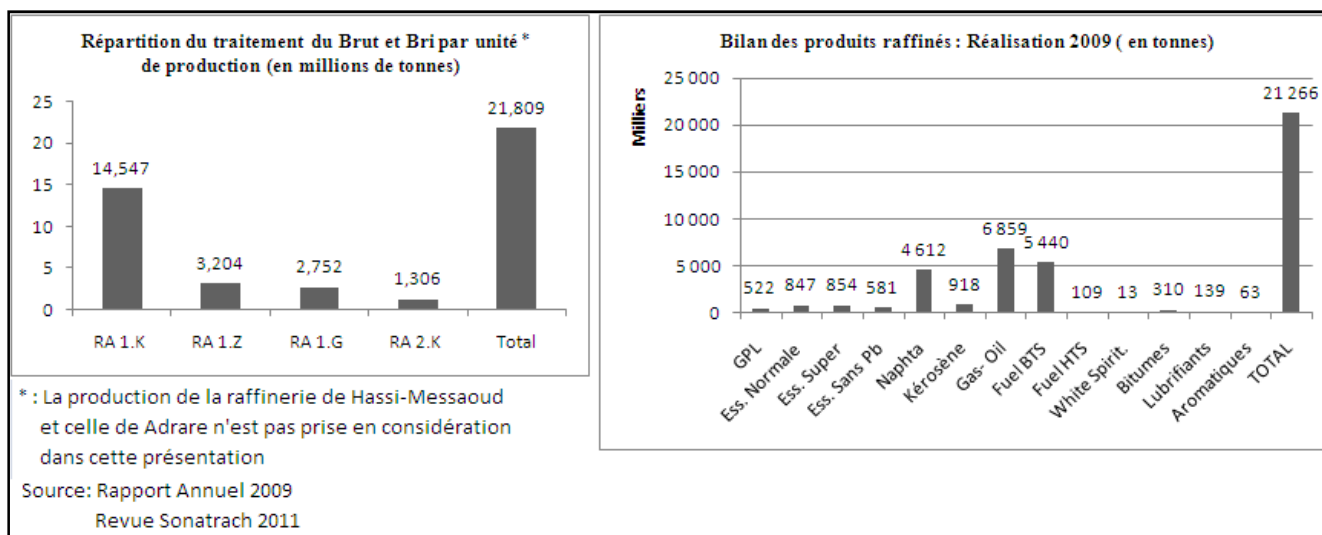 Répartition du traitement du Brut et Bri par unité *
de production (en millions de tonnes)
25
20
15
10
5
0
14,547
3,204
2,752
1,306
21,809
RA 1.K
RA 1.Z
RA 1.G
RA 2.K
Total
* : La production de la raffinerie de Hassi-Messaoud
et celle de Adrare n'est pas prise en considération
dans cette présentation
Source: Rapport Annuel 2009
Revue Sonatrach 2011
Bilan des produits raffinés : Réalisation 2009 ( en tonnes)
Milliers
25 000
20 000
15 000
10 000
5 000
0
522
847
854
581
4 612
918
6 859
5 440
109
13
310
139
63
21 266
GPL
Ess. Normale
Ess. Super
Ess. Sans Pb
Naphta
Kérosène
Gas- Oil
Fuel BTS
Fuel HTS
White Spirit.
Bitumes
Lubrifiants
Aromatiques
TOTAL